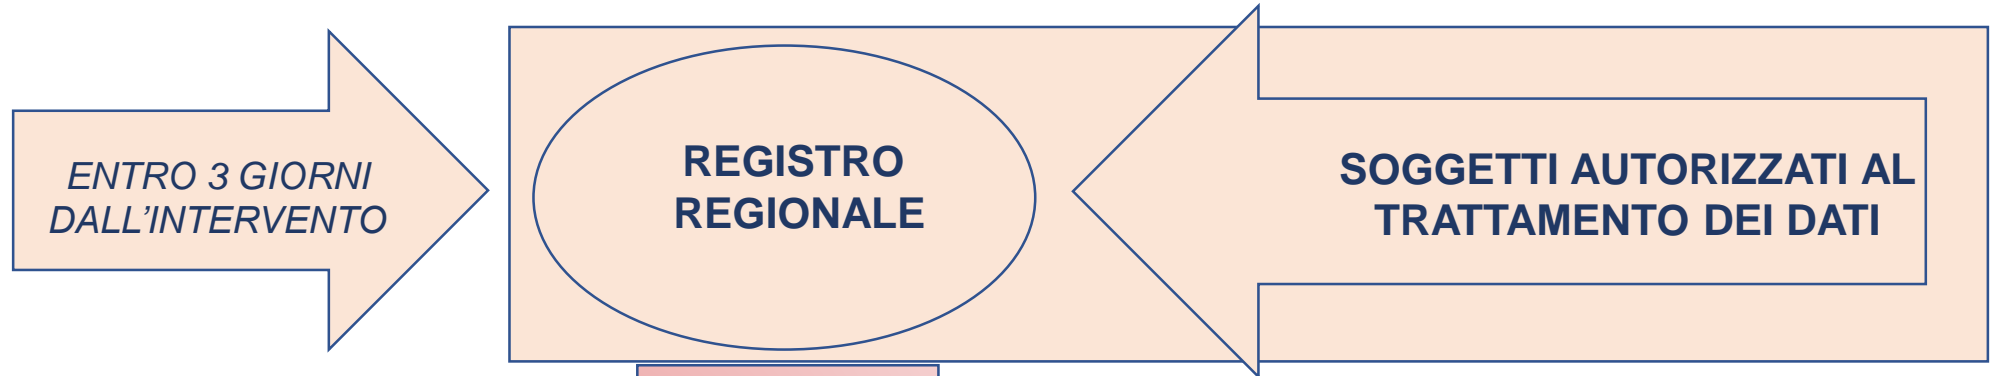 ENTRO 3 GIORNI
DALL’INTERVENTO
REGISTRO
REGIONALE
SOGGETTI AUTORIZZATI AL
TRATTAMENTO DEI DATI